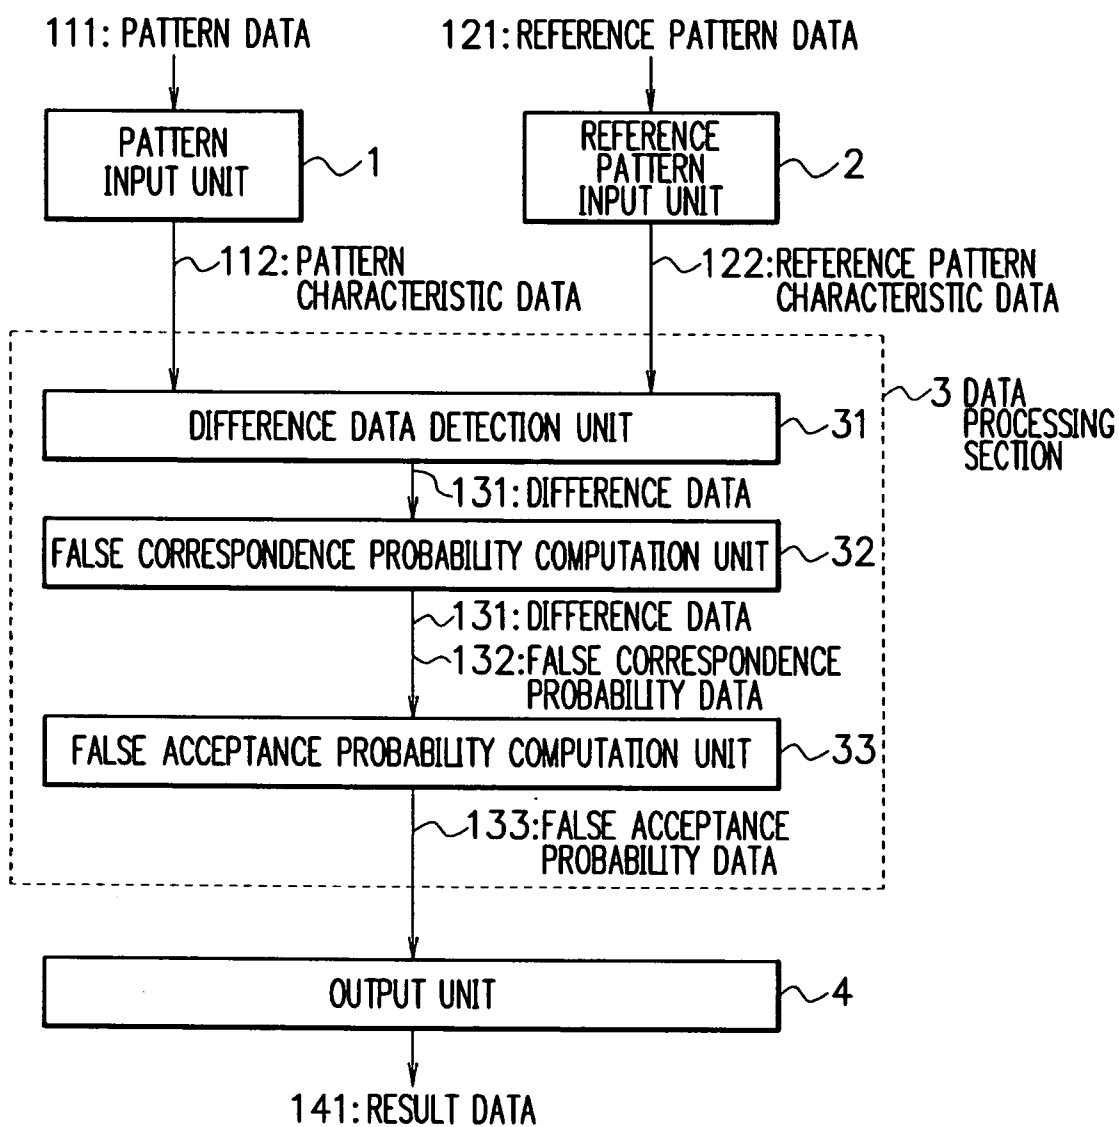 111: PATTERN DATA
121: REFERENCE PATTERN DATA
PATTERN
INPUT UNIT
1
REFERENCE
PATTERN
INPUT UNIT
2
112: PATTERN
CHARACTERISTIC DATA
122: REFERENCE PATTERN
CHARACTERISTIC DATA
3 DATA
PROCESSING
SECTION
DIFFERENCE DATA DETECTION UNIT
31
131: DIFFERENCE DATA
FALSE CORRESPONDENCE PROBABILITY COMPUTATION UNIT
32
131: DIFFERENCE DATA
132: FALSE CORRESPONDENCE
PROBABILITY DATA
FALSE ACCEPTANCE PROBABILITY COMPUTATION UNIT
33
133: FALSE ACCEPTANCE
PROBABILITY DATA
OUTPUT UNIT
4
141: RESULT DATA